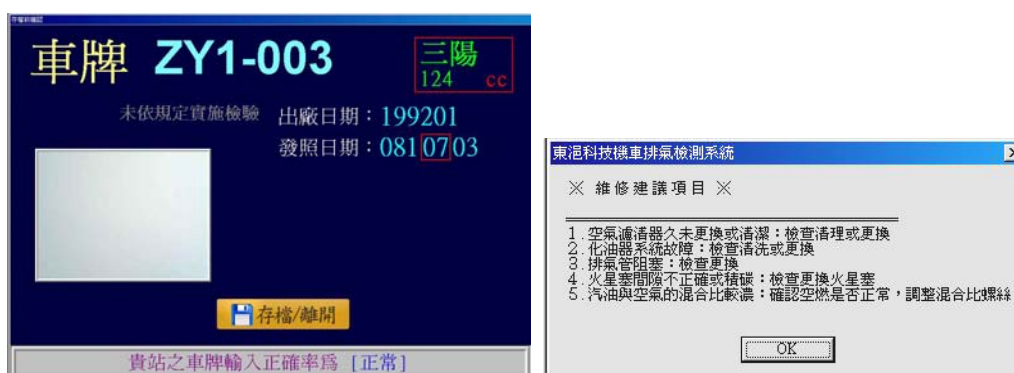 車牌 ZY1-003
三陽
124 cc
未依規定實施檢驗
出廠日期：199201
發照日期：0810703
存檔/離開
貴站之車牌輸入正確率為 [正常]
東浥科技機車排氣檢測系統
※ 維修建議項目 ※
1.空氣濾清器久未更換或清潔：檢查清理或更換
2.化油器系統故障：檢查清洗或更換
3.排氣管阻塞：檢查更換
4.火星塞間隙不正確或積碳：檢查更換火星塞
5.汽油與空氣的混合比較濃：確認空燃是否正常，調整混合比螺絲
OK